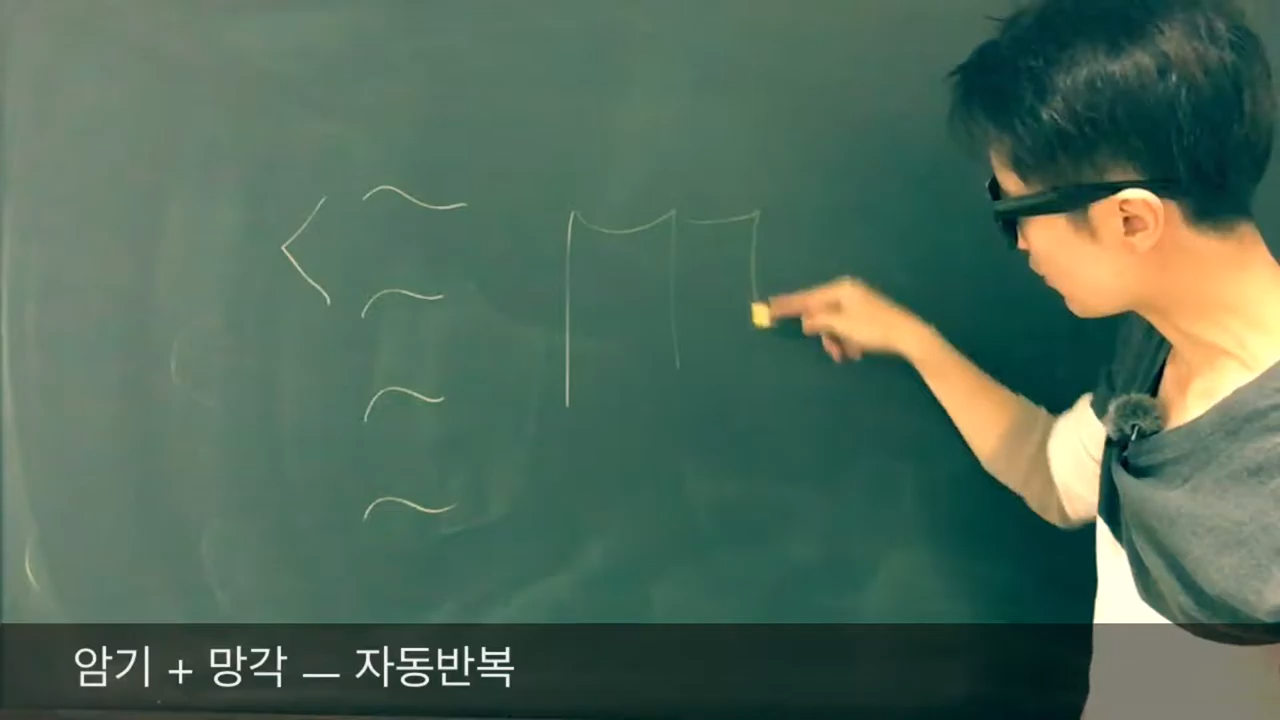 암기 + 망각 — 자동반복